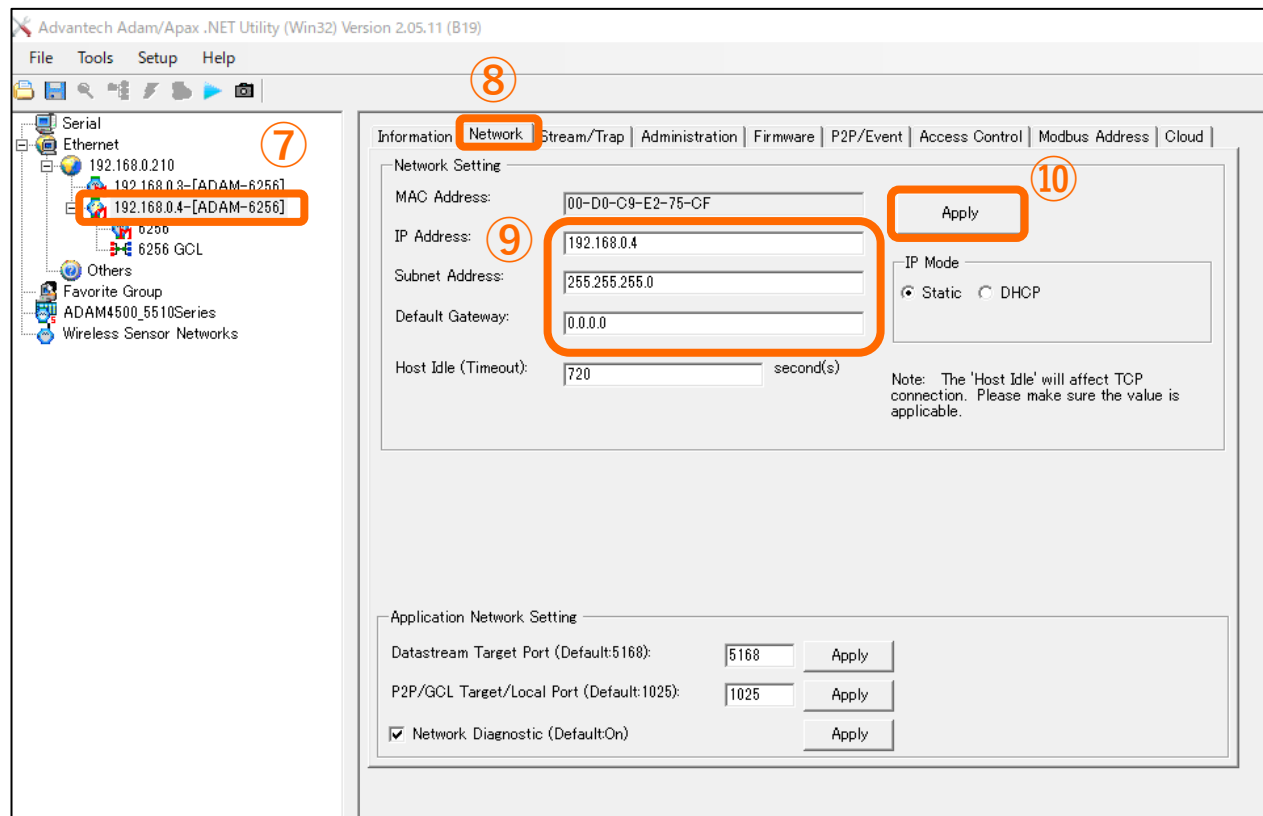 Advantech Adam/Apax .NET Utility (Win32) Version 2.05.11 (B19)
File Tools Setup Help
⑧
Serial
Ethernet
⑦
192.168.0.210
192.168.0.3-[ADAM-6256]
192.168.0.4-[ADAM-6256]
6256
6256 GCL
Others
Favorite Group
ADAM4500_5510Series
Wireless Sensor Networks
Information Network Stream/Trap Administration Firmware P2P/Event Access Control Modbus Address Cloud
Network Setting
⑩
MAC Address: 00-D0-C9-E2-75-CF
Apply
IP Address: ⑨ 192.168.0.4
Subnet Address: 255.255.255.0
Default Gateway: 0.0.0.0
IP Mode
Static DHCP
Host Idle (Timeout): 720 second(s)
Note: The 'Host Idle' will affect TCP
connection. Please make sure the value is
applicable.
Application Network Setting
Datastream Target Port (Default:5168): 5168 Apply
P2P/GCL Target/Local Port (Default:1025): 1025 Apply
Network Diagnostic (Default:On) Apply